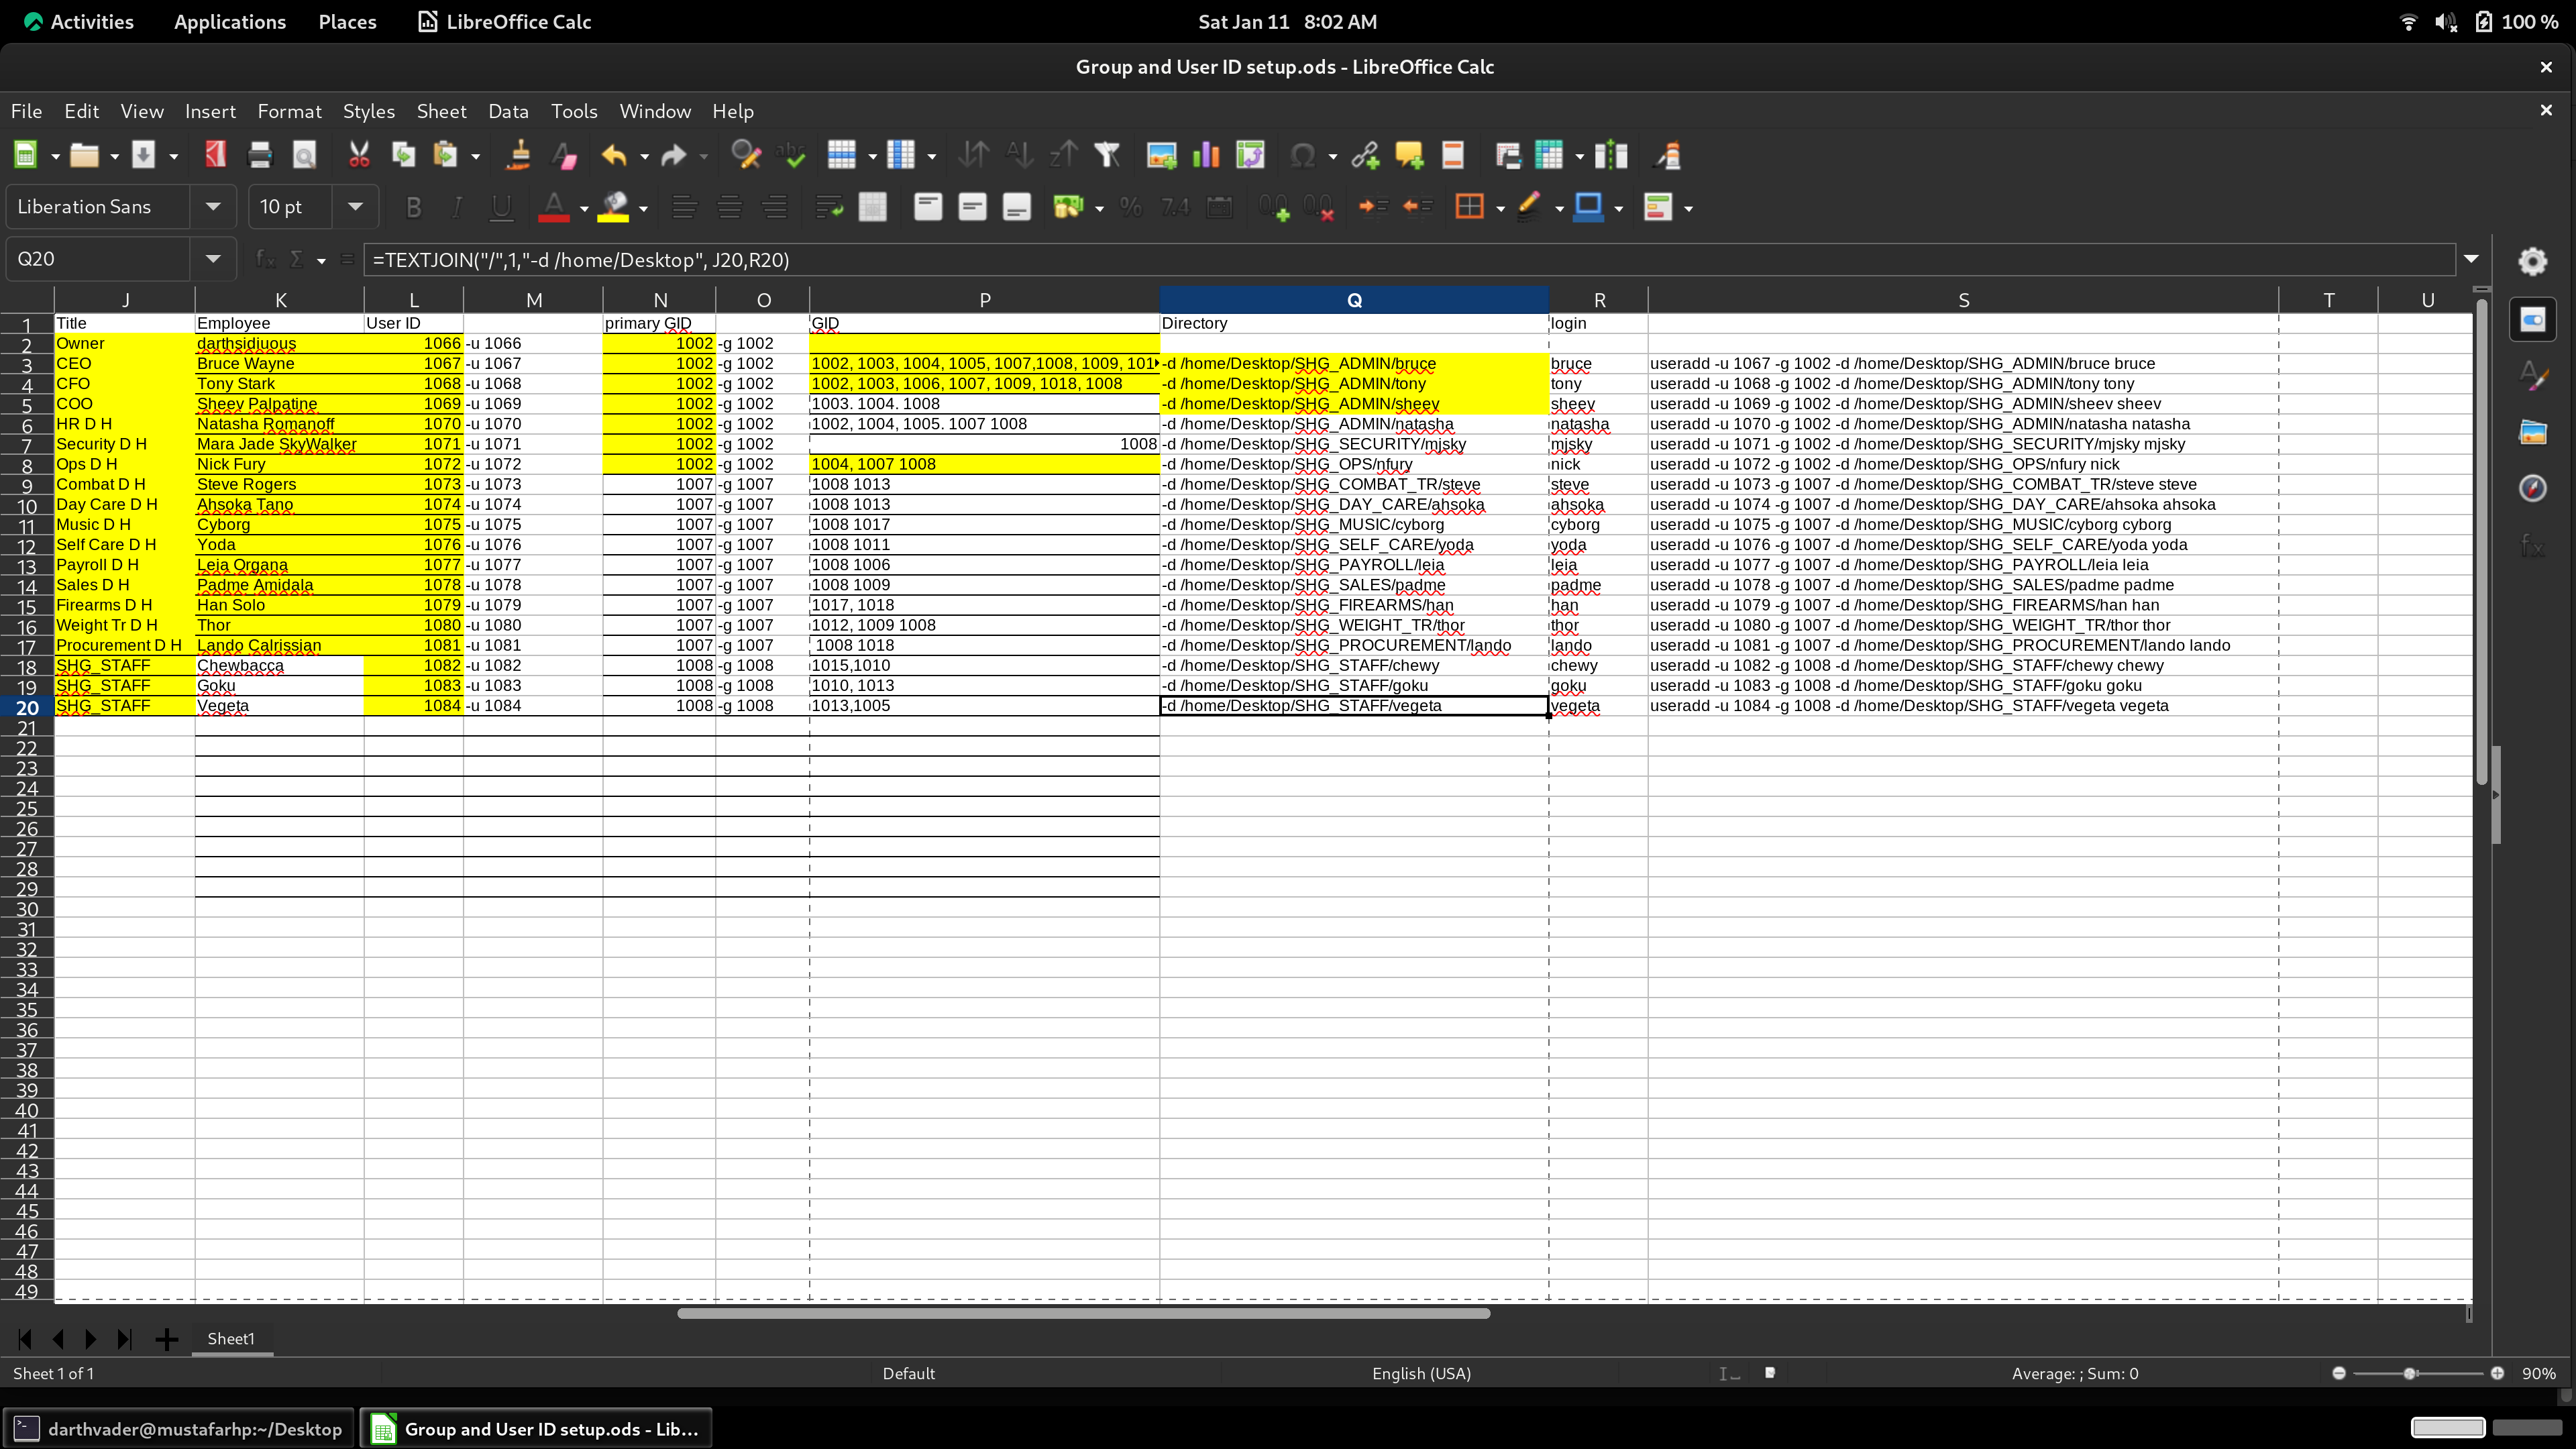 Activities Applications Places LibreOffice Calc Sat Jan 11 8:02 AM 100 %
Group and User ID setup.ods - LibreOffice Calc
File Edit View Insert Format Styles Sheet Data Tools Window Help
Liberation Sans 10 pt
Q20 =TEXTJOIN("/",1,"-d /home/Desktop", J20,R20)
J K L M N O P Q R S T U
1 Title Employee User ID primary GID GID Directory login
2 Owner darthsidiuous 1066 -u 1066 1002 -g 1002
3 CEO Bruce Wayne 1067 -u 1067 1002 -g 1002 1002, 1003, 1004, 1005, 1007,1008, 1009, 101 -d /home/Desktop/SHG_ADMIN/bruce bruce useradd -u 1067 -g 1002 -d /home/Desktop/SHG_ADMIN/bruce bruce
4 CFO Tony Stark 1068 -u 1068 1002 -g 1002 1002, 1003, 1006, 1007, 1009, 1018, 1008 -d /home/Desktop/SHG_ADMIN/tony tony useradd -u 1068 -g 1002 -d /home/Desktop/SHG_ADMIN/tony tony
5 COO Sheev Palpatine 1069 -u 1069 1002 -g 1002 1003. 1004. 1008 -d /home/Desktop/SHG_ADMIN/sheev sheev useradd -u 1069 -g 1002 -d /home/Desktop/SHG_ADMIN/sheev sheev
6 HR D H Natasha Romanoff 1070 -u 1070 1002 -g 1002 1002, 1004, 1005. 1007 1008 -d /home/Desktop/SHG_ADMIN/natasha natasha useradd -u 1070 -g 1002 -d /home/Desktop/SHG_ADMIN/natasha natasha
7 Security D H Mara Jade SkyWalker 1071 -u 1071 1002 -g 1002 1008 -d /home/Desktop/SHG_SECURITY/mjsky mjsky useradd -u 1071 -g 1002 -d /home/Desktop/SHG_SECURITY/mjsky mjsky
8 Ops D H Nick Fury 1072 -u 1072 1002 -g 1002 1004, 1007 1008 -d /home/Desktop/SHG_OPS/nfury nick useradd -u 1072 -g 1002 -d /home/Desktop/SHG_OPS/nfury nick
9 Combat D H Steve Rogers 1073 -u 1073 1007 -g 1007 1008 1013 -d /home/Desktop/SHG_COMBAT_TR/steve steve useradd -u 1073 -g 1007 -d /home/Desktop/SHG_COMBAT_TR/steve steve
10 Day Care D H Ahsoka Tano 1074 -u 1074 1007 -g 1007 1008 1013 -d /home/Desktop/SHG_DAY_CARE/ahsoka ahsoka useradd -u 1074 -g 1007 -d /home/Desktop/SHG_DAY_CARE/ahsoka ahsoka
11 Music D H Cyborg 1075 -u 1075 1007 -g 1007 1008 1017 -d /home/Desktop/SHG_MUSIC/cyborg cyborg useradd -u 1075 -g 1007 -d /home/Desktop/SHG_MUSIC/cyborg cyborg
12 Self Care D H Yoda 1076 -u 1076 1007 -g 1007 1008 1011 -d /home/Desktop/SHG_SELF_CARE/yoda yoda useradd -u 1076 -g 1007 -d /home/Desktop/SHG_SELF_CARE/yoda yoda
13 Payroll D H Leia Organa 1077 -u 1077 1007 -g 1007 1008 1006 -d /home/Desktop/SHG_PAYROLL/leia leia useradd -u 1077 -g 1007 -d /home/Desktop/SHG_PAYROLL/leia leia
14 Sales D H Padme Amidala 1078 -u 1078 1007 -g 1007 1008 1009 -d /home/Desktop/SHG_SALES/padme padme useradd -u 1078 -g 1007 -d /home/Desktop/SHG_SALES/padme padme
15 Firearms D H Han Solo 1079 -u 1079 1007 -g 1007 1017, 1018 -d /home/Desktop/SHG_FIREARMS/han han useradd -u 1079 -g 1007 -d /home/Desktop/SHG_FIREARMS/han han
16 Weight Tr D H Thor 1080 -u 1080 1007 -g 1007 1012, 1009 1008 -d /home/Desktop/SHG_WEIGHT_TR/thor thor useradd -u 1080 -g 1007 -d /home/Desktop/SHG_WEIGHT_TR/thor thor
17 Procurement D H Lando Calrissian 1081 -u 1081 1007 -g 1007 1008 1018 -d /home/Desktop/SHG_PROCUREMENT/lando lando useradd -u 1081 -g 1007 -d /home/Desktop/SHG_PROCUREMENT/lando lando
18 SHG_STAFF Chewbacca 1082 -u 1082 1008 -g 1008 1015,1010 -d /home/Desktop/SHG_STAFF/chewy chewy useradd -u 1082 -g 1008 -d /home/Desktop/SHG_STAFF/chewy chewy
19 SHG_STAFF Goku 1083 -u 1083 1008 -g 1008 1010, 1013 -d /home/Desktop/SHG_STAFF/goku goku useradd -u 1083 -g 1008 -d /home/Desktop/SHG_STAFF/goku goku
20 SHG_STAFF Vegeta 1084 -u 1084 1008 -g 1008 1013,1005 -d /home/Desktop/SHG_STAFF/vegeta vegeta useradd -u 1084 -g 1008 -d /home/Desktop/SHG_STAFF/vegeta vegeta
21
22
23
24
25
26
27
28
29
30
31
32
33
34
35
36
37
38
39
40
41
42
43
44
45
46
47
48
49
Sheet1
Sheet 1 of 1 Default English (USA) Average: ; Sum: 0 90%
darthvader@mustafarhp:~/Desktop Group and User ID setup.ods - Lib...